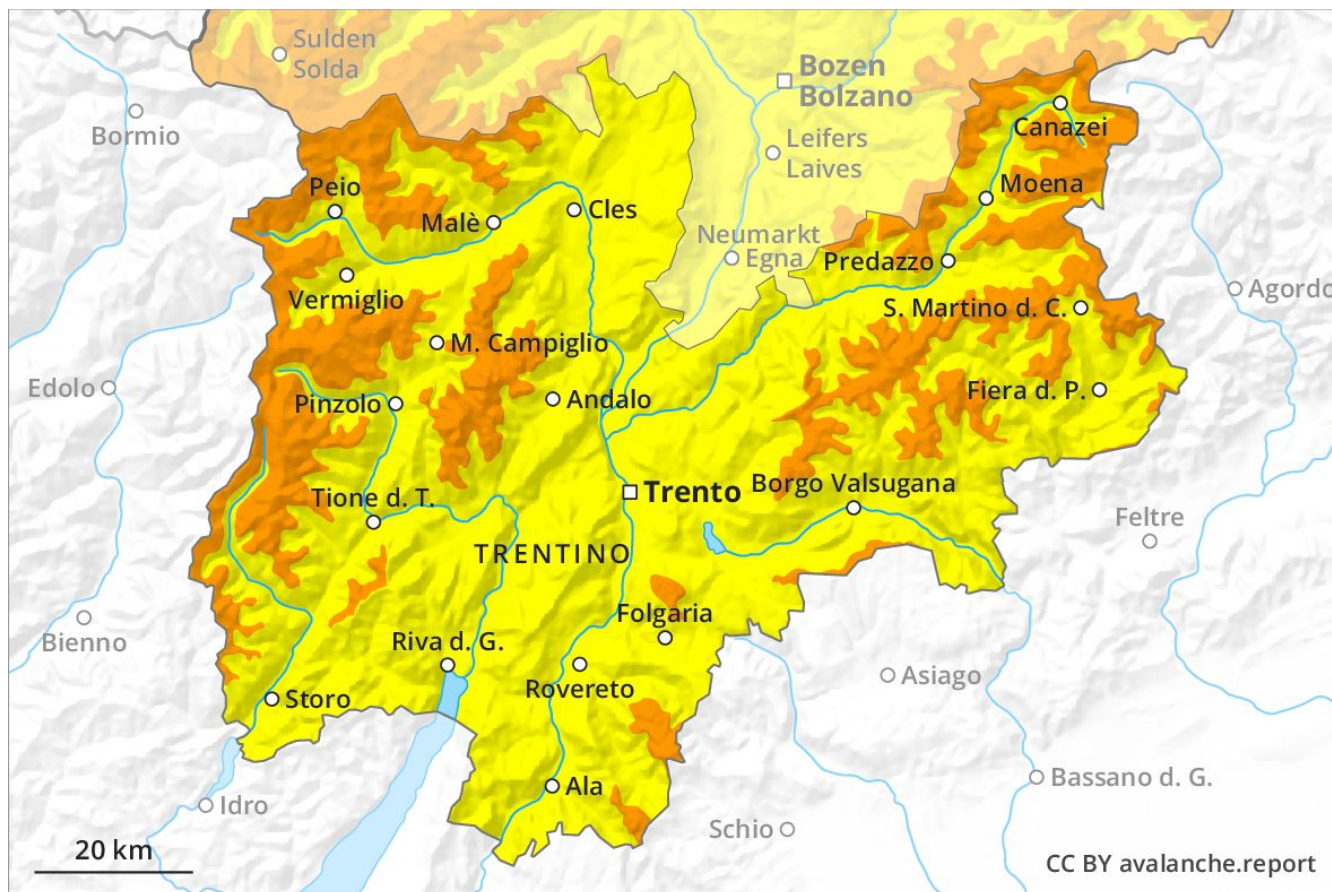 Sulden
Solda
Bozen
Bolzano
Bormio
Canazei
Leifers
Laives
Peio
Moena
Malè
Cles
Neumarkt
Egna
Predazzo
Vermiglio
Agordo
S. Martino d. C.
M. Campiglio
Edolo
Pinzolo
Andalo
Fiera d. P.
Trento
Borgo Valsugana
Tione d. T.
Feltre
TRENTINO
Bienno
Folgaria
Riva d. G.
Asiago
Rovereto
Storo
Bassano d. G.
Ala
Idro
Schio
20 km
CC BY avalanche.report